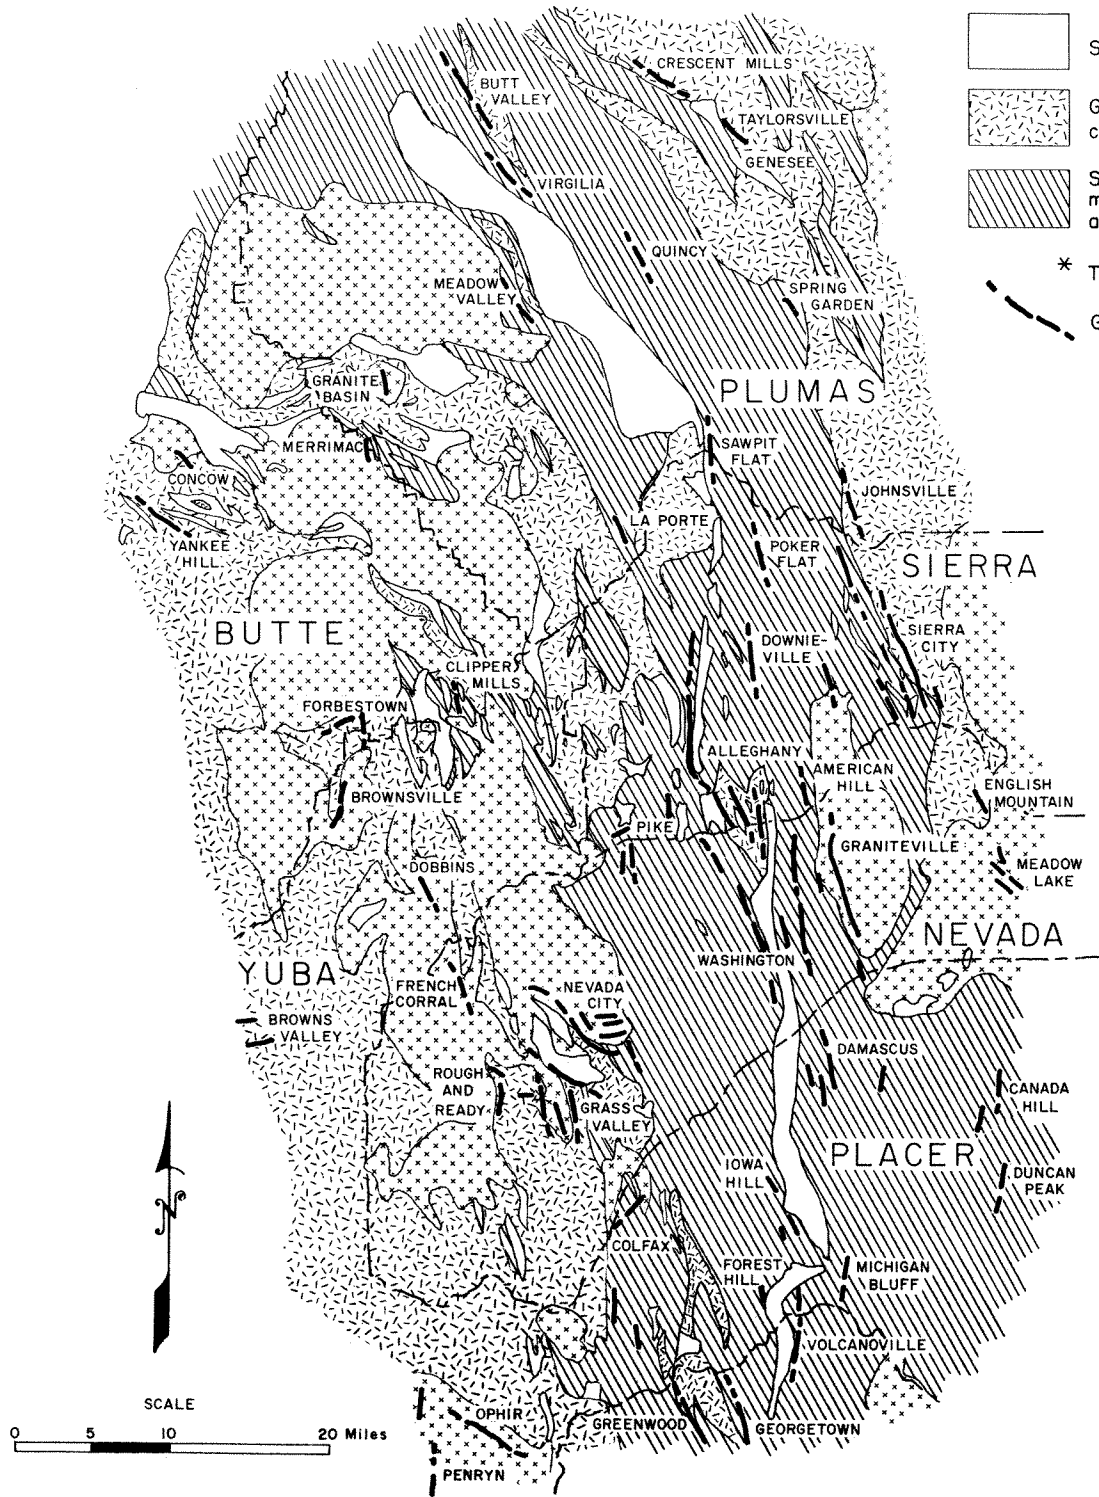 CRESCENT MILLS
BUTT
VALLEY
TAYLORSVILLE
GENESEE
VIRGILIA
QUINCY
MEADOW
VALLEY
SPRING
GARDEN
S
G
c
S
m
a
* T
G
GRANITE
BASIN
PLUMAS
MERRIMAC
SAWPIT
FLAT
CONCOW
JOHNSVILLE
LA PORTE
YANKEE
HILL
POKER
FLAT
SIERRA
BUTTE
DOWNIE-
VILLE
SIERRA
CITY
CLIPPER
MILLS
FORBESTOWN
ALLEGHANY
AMERICAN
HILL
ENGLISH
MOUNTAIN
BROWNSVILLE
PIKE
GRANITEVILLE
DOBBINS
MEADOW
LAKE
NEVADA
WASHINGTON
YUBA
FRENCH
CORRAL
NEVADA
CITY
BROWNS
VALLEY
DAMASCUS
ROUGH
AND
READY
GRASS
VALLEY
CANADA
HILL
PLACER
IOWA
HILL
DUNCAN
PEAK
N
COLFAX
FOREST
HILL
MICHIGAN
BLUFF
VOLCANOVILLE
SCALE
0 5 10 20 Miles
OPHIR
GREENWOOD
GEORGETOWN
PENRYN